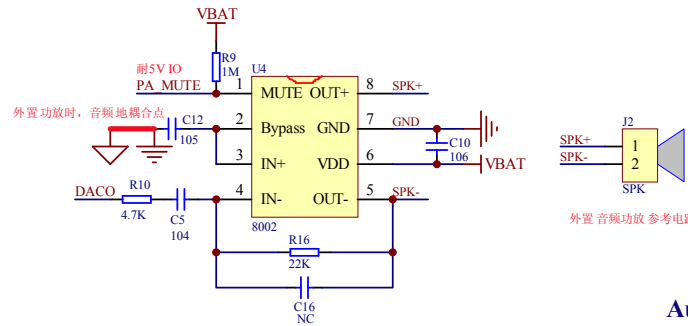 VBAT
R9
1M
U4
耐5V IO
PA_MUTE
1
MUTE
OUT+
8
SPK+
外置功放时，音频地耦合点
C12
105
2
Bypass
GND
7
GND
C10
106
3
IN+
VDD
6
VBAT
DACO
R10
4.7K
C5
104
4
IN-
OUT-
5
SPK-
8002
R16
22K
C16
NC
J2
SPK+
1
SPK-
2
SPK
外置音频功放参考电路